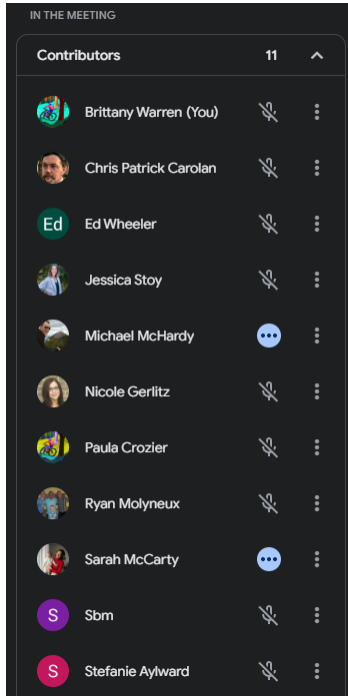 IN THE MEETING
Contributors 11
Brittany Warren (You)
Chris Patrick Carolan
Ed Ed Wheeler
Jessica Stoy
Michael McHardy
Nicole Gerlitz
Paula Crozier
Ryan Molyneux
Sarah McCarty
S Sbm
S Stefanie Aylward